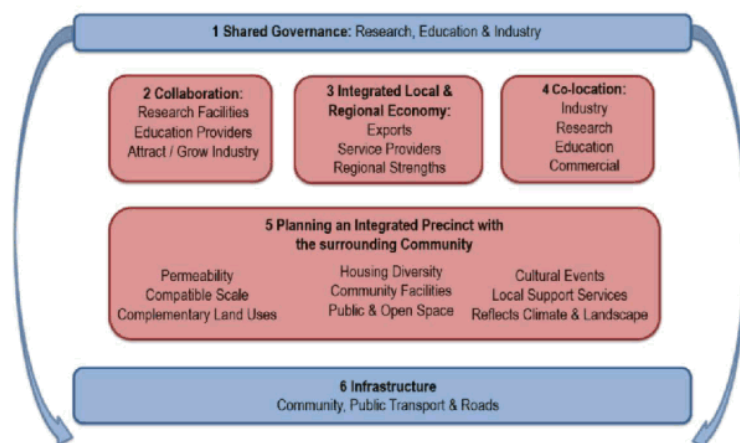 1 Shared Governance: Research, Education & Industry
2 Collaboration:
Research Facilities
Education Providers
Attract / Grow Industry
3 Integrated Local &
Regional Economy:
Exports
Service Providers
Regional Strengths
4 Co-location:
Industry
Research
Education
Commercial
5 Planning an Integrated Precinct with
the surrounding Community
Permeability
Compatible Scale
Complementary Land Uses
Housing Diversity
Community Facilities
Public & Open Space
Cultural Events
Local Support Services
Reflects Climate & Landscape
6 Infrastructure
Community, Public Transport & Roads